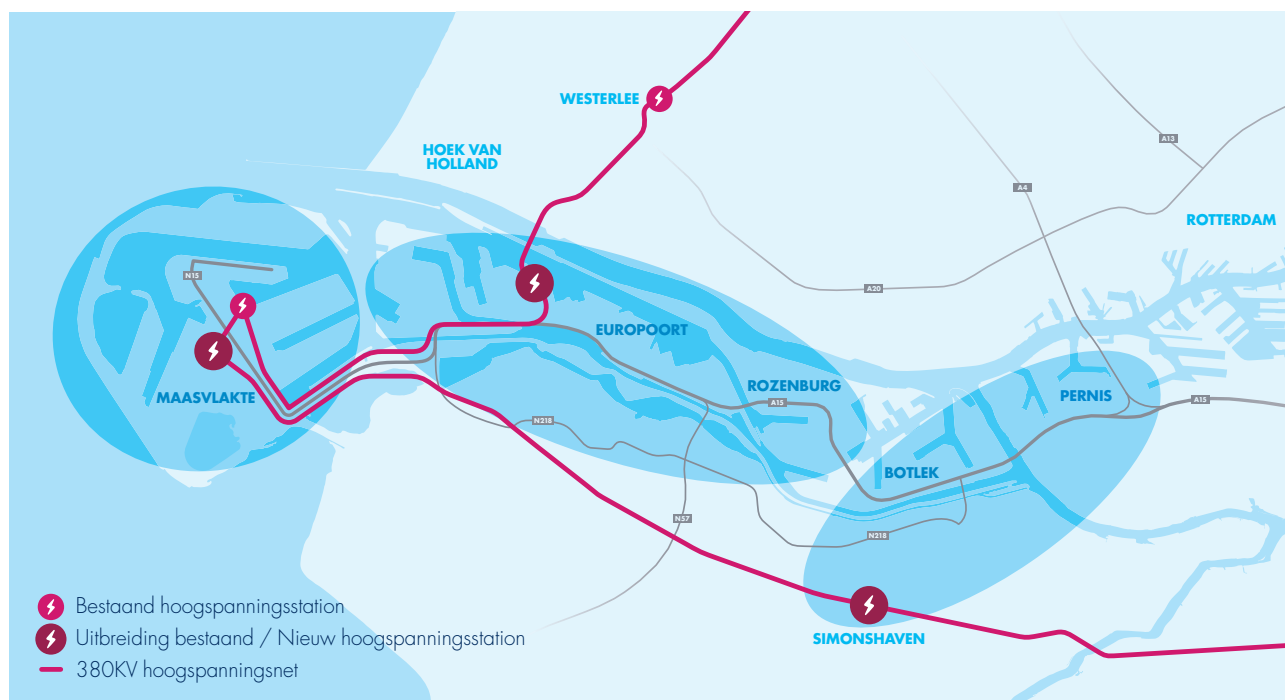 WESTERLEE
HOEK VAN
HOLLAND
A13
A4
ROTTERDAM
N15
A20
EUROPOORT
MAASVLAKTE
ROZENBURG
A15
PERNIS
A15
N218
BOTLEK
N57
N218
SIMONSHAVEN
Bestaand hoogspanningsstation
Uitbreiding bestaand / Nieuw hoogspanningsstation
380KV hoogspanningsnet